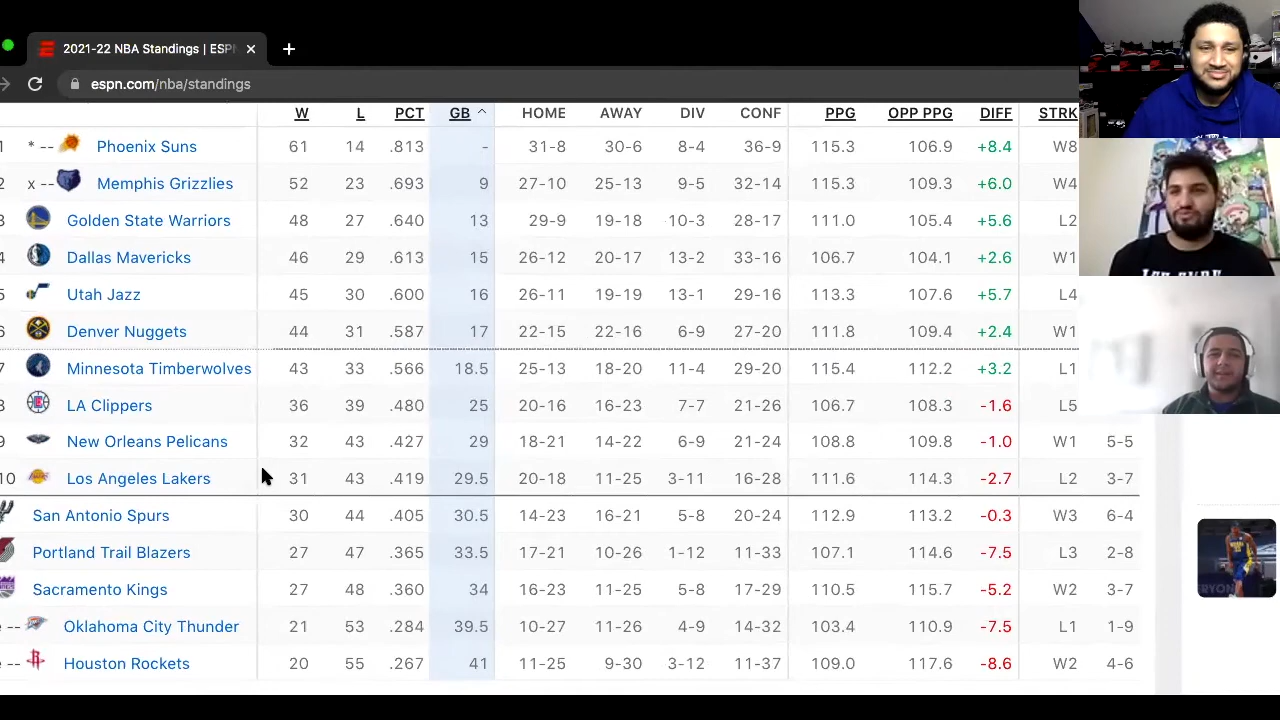 2021-22 NBA Standings | ESPN
espn.com/nba/standings
W L PCT GB HOME AWAY DIV CONF PPG OPP PPG DIFF STRK
1 * -- Phoenix Suns 61 14 .813 - 31-8 30-6 8-4 36-9 115.3 106.9 +8.4 W8
2 x -- Memphis Grizzlies 52 23 .693 9 27-10 25-13 9-5 32-14 115.3 109.3 +6.0 W4
3 Golden State Warriors 48 27 .640 13 29-9 19-18 10-3 28-17 111.0 105.4 +5.6 L2
4 Dallas Mavericks 46 29 .613 15 26-12 20-17 13-2 33-16 106.7 104.1 +2.6 W1
5 Utah Jazz 45 30 .600 16 26-11 19-19 13-1 29-16 113.3 107.6 +5.7 L4
6 Denver Nuggets 44 31 .587 17 22-15 22-16 6-9 27-20 111.8 109.4 +2.4 W1
7 Minnesota Timberwolves 43 33 .566 18.5 25-13 18-20 11-4 29-20 115.4 112.2 +3.2 L1
8 LA Clippers 36 39 .480 25 20-16 16-23 7-7 21-26 106.7 108.3 -1.6 L5
9 New Orleans Pelicans 32 43 .427 29 18-21 14-22 6-9 21-24 108.8 109.8 -1.0 W1 5-5
10 Los Angeles Lakers 31 43 .419 29.5 20-18 11-25 3-11 16-28 111.6 114.3 -2.7 L2 3-7
San Antonio Spurs 30 44 .405 30.5 14-23 16-21 5-8 20-24 112.9 113.2 -0.3 W3 6-4
Portland Trail Blazers 27 47 .365 33.5 17-21 10-26 1-12 11-33 107.1 114.6 -7.5 L3 2-8
Sacramento Kings 27 48 .360 34 16-23 11-25 5-8 17-29 110.5 115.7 -5.2 W2 3-7
e -- Oklahoma City Thunder 21 53 .284 39.5 10-27 11-26 4-9 14-32 103.4 110.9 -7.5 L1 1-9
e -- Houston Rockets 20 55 .267 41 11-25 9-30 3-12 11-37 109.0 117.6 -8.6 W2 4-6